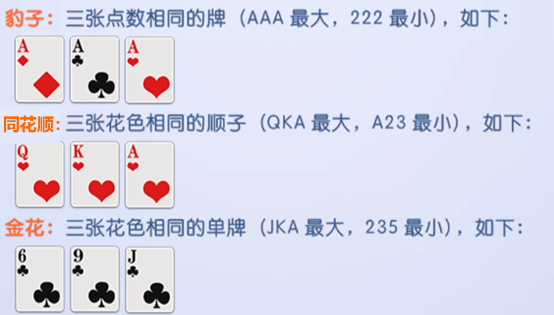 豹子：三张点数相同的牌（AAA 最大，222 最小），如下：
A A A
同花顺：三张花色相同的顺子（QKA 最大，A23 最小），如下：
Q K A
金花：三张花色相同的单牌（JKA 最大，235 最小），如下：
6 9 J